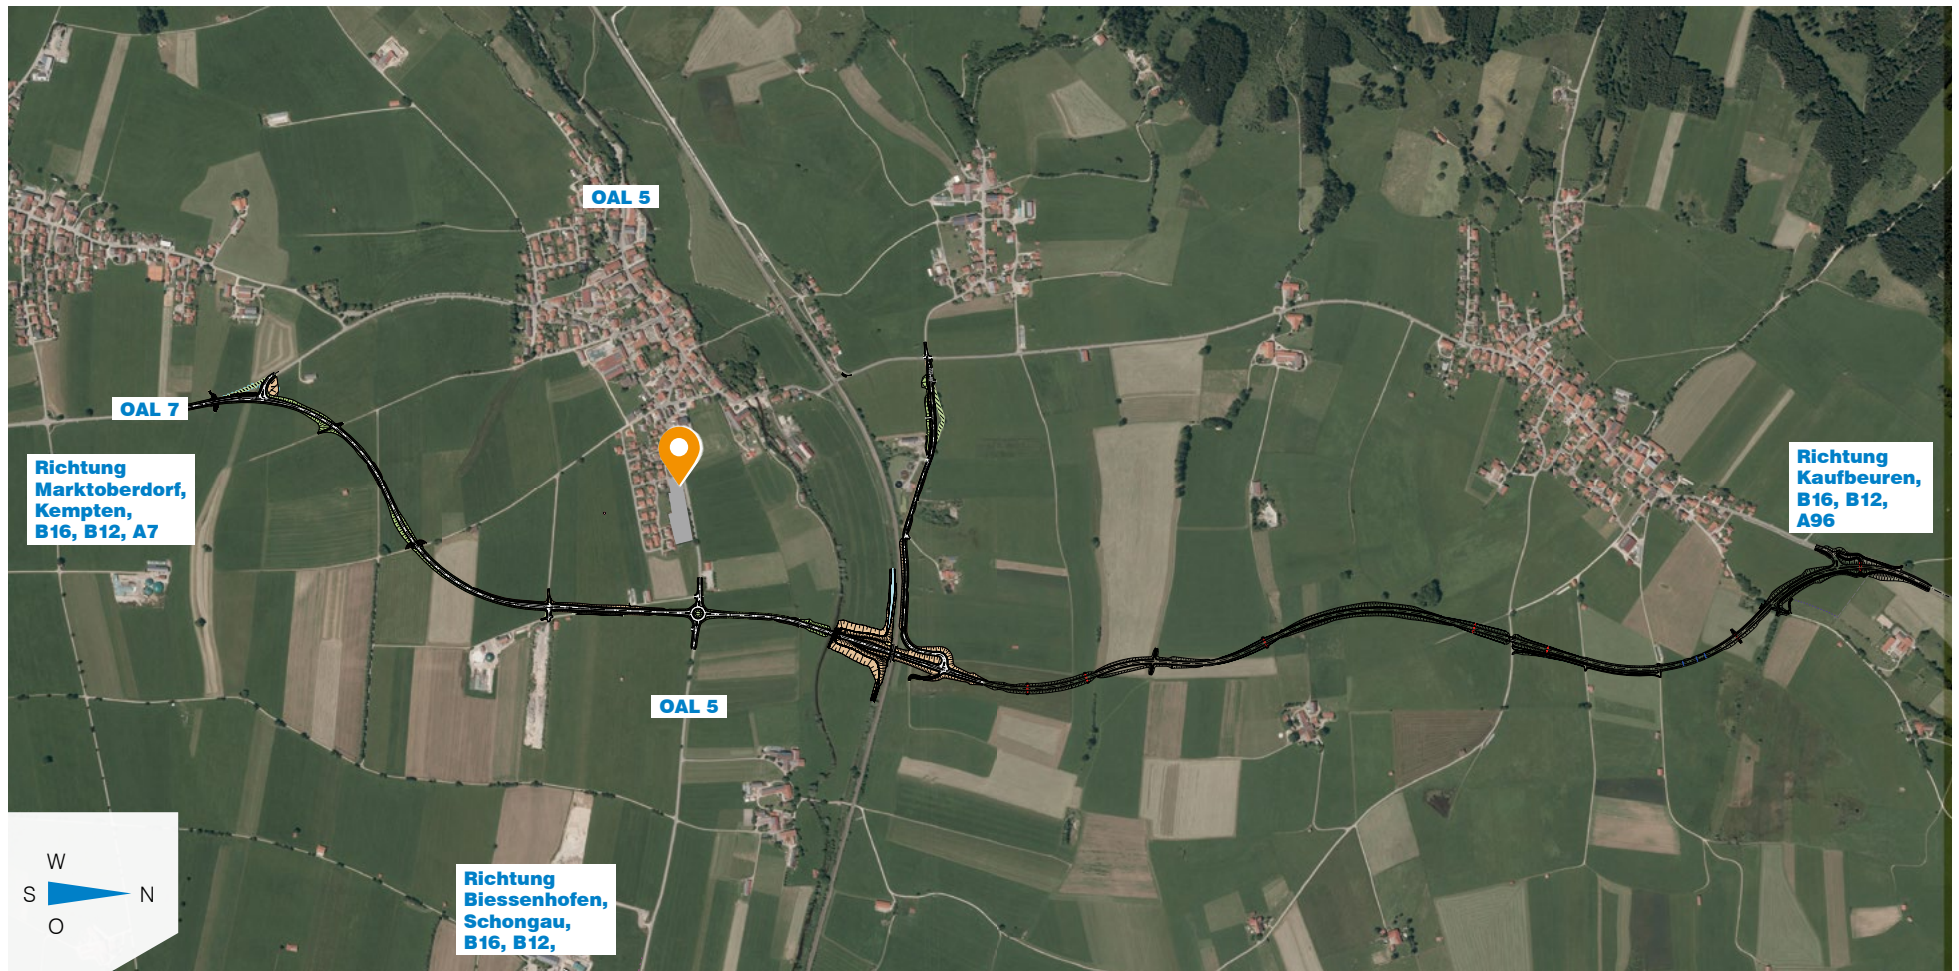 OAL 5
OAL 7
Richtung
Marktoberdorf,
Kempten,
B16, B12, A7
Richtung
Kaufbeuren,
B16, B12,
A96
OAL 5
Richtung
Biessenhofen,
Schongau,
B16, B12,
W
S
N
O